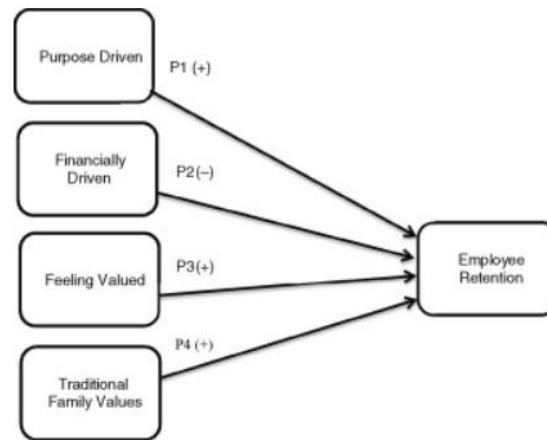 Purpose Driven
P1 (+)
Financially
Driven
P2(–)
Feeling Valued
P3(+)
Employee
Retention
P4 (+)
Traditional
Family Values